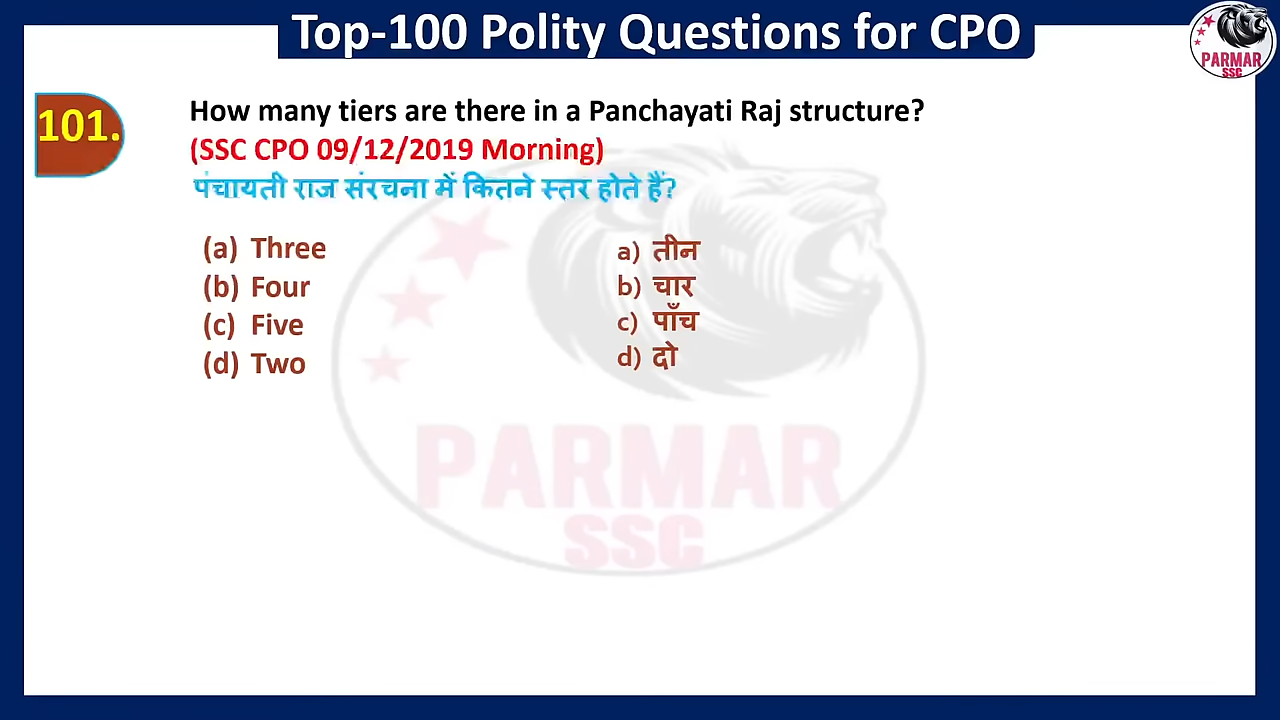 Top-100 Polity Questions for CPO
PARMAR
SSC
101.
How many tiers are there in a Panchayati Raj structure?
(SSC CPO 09/12/2019 Morning)
पंचायती राज संरचना में कितने स्तर होते हैं?
(a) Three
(b) Four
(c) Five
(d) Two
a) तीन
b) चार
c) पाँच
d) दो
PARMAR
SSC